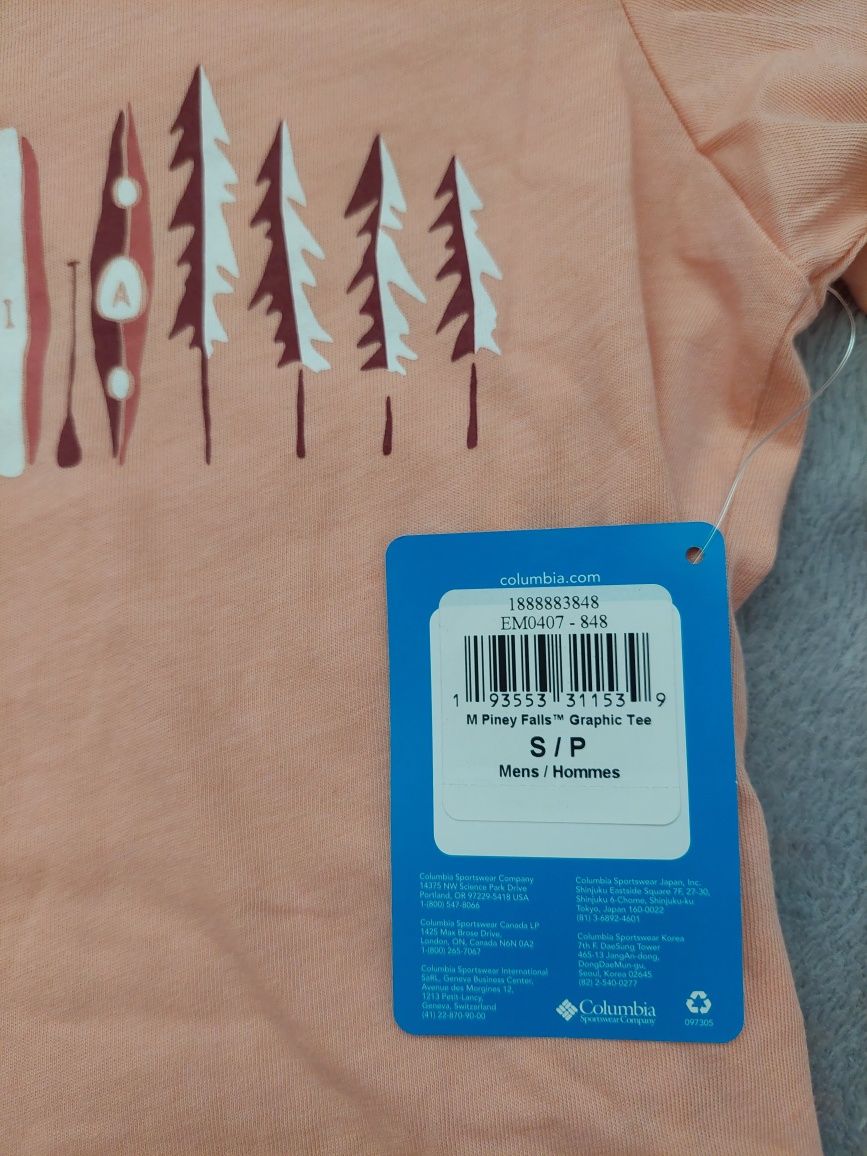 I A
columbia.com
1888883848
EM0407 - 848
1 93553 31153 9
M Piney Falls™ Graphic Tee
S / P
Mens / Hommes
Columbia Sportswear Company
14375 NW Science Park Drive
Portland, OR 97229-5418 USA
1-(800) 547-8066
Columbia Sportswear Canada LP
1425 Max Brose Drive,
London, ON, Canada N6N 0A2
1-(800) 265-7067
Columbia Sportswear International
SàRL, Geneva Business Center,
Avenue des Morgines 12,
1213 Petit-Lancy,
Geneva, Switzerland
(41) 22-870-90-00
Columbia Sportswear Japan, Inc.
Shinjuku Eastside Square 7F, 27-30,
Shinjuku 6-Chome, Shinjuku-ku
Tokyo, Japan 160-0022
(81) 3-6892-4601
Columbia Sportswear Korea
7th F. DaeSung Tower
465-13 JangAn-dong,
DongDaeMun-gu,
Seoul, Korea 02645
(82) 2-540-0277
Columbia
Sportswear Company
097305